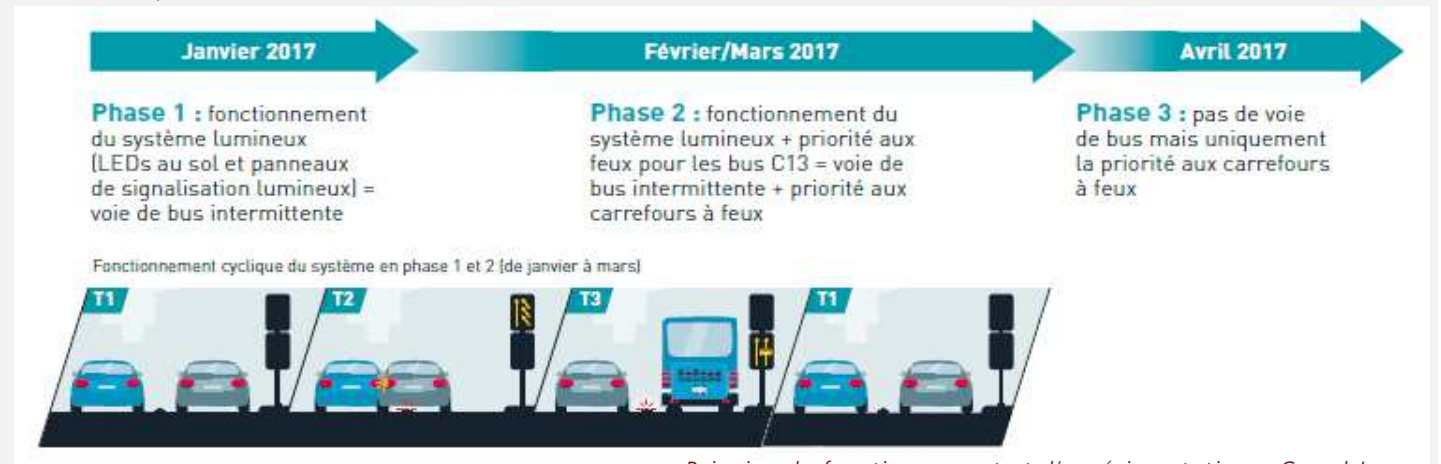 Janvier 2017
Février/Mars 2017
Avril 2017
Phase 1 : fonctionnement
du système lumineux
(LEDs au sol et panneaux
de signalisation lumineux) =
voie de bus intermittente
Phase 2 : fonctionnement du
système lumineux + priorité aux
feux pour les bus C13 = voie de
bus intermittente + priorité aux
carrefours à feux
Phase 3 : pas de voie
de bus mais uniquement
la priorité aux carrefours
à feux
Fonctionnement cyclique du système en phase 1 et 2 (de janvier à mars)
T1
T2
T3
T1